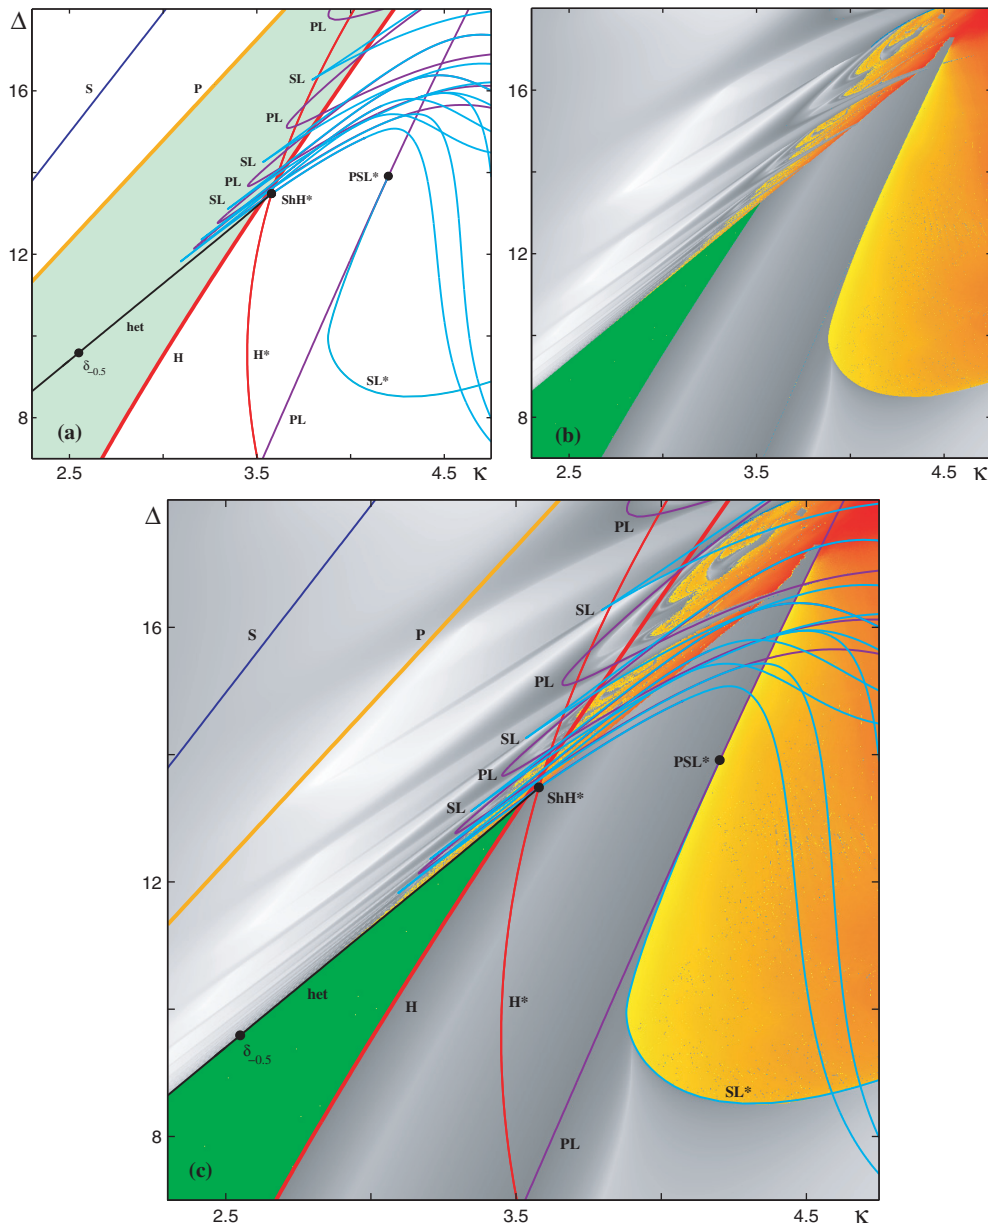 Δ
16
12
8
2.5
3.5
4.5
κ
S
P
SL
PL
PL
SL
PL
SL
ShH*
PSL*
het
δ−0.5
H
H*
SL*
PL
(a)
16
12
8
2.5
3.5
4.5
κ
(b)
Δ
16
12
8
2.5
3.5
4.5
κ
S
P
PL
SL
PL
SL
PL
SL
ShH*
PSL*
het
δ−0.5
H
H*
SL*
PL
(c)